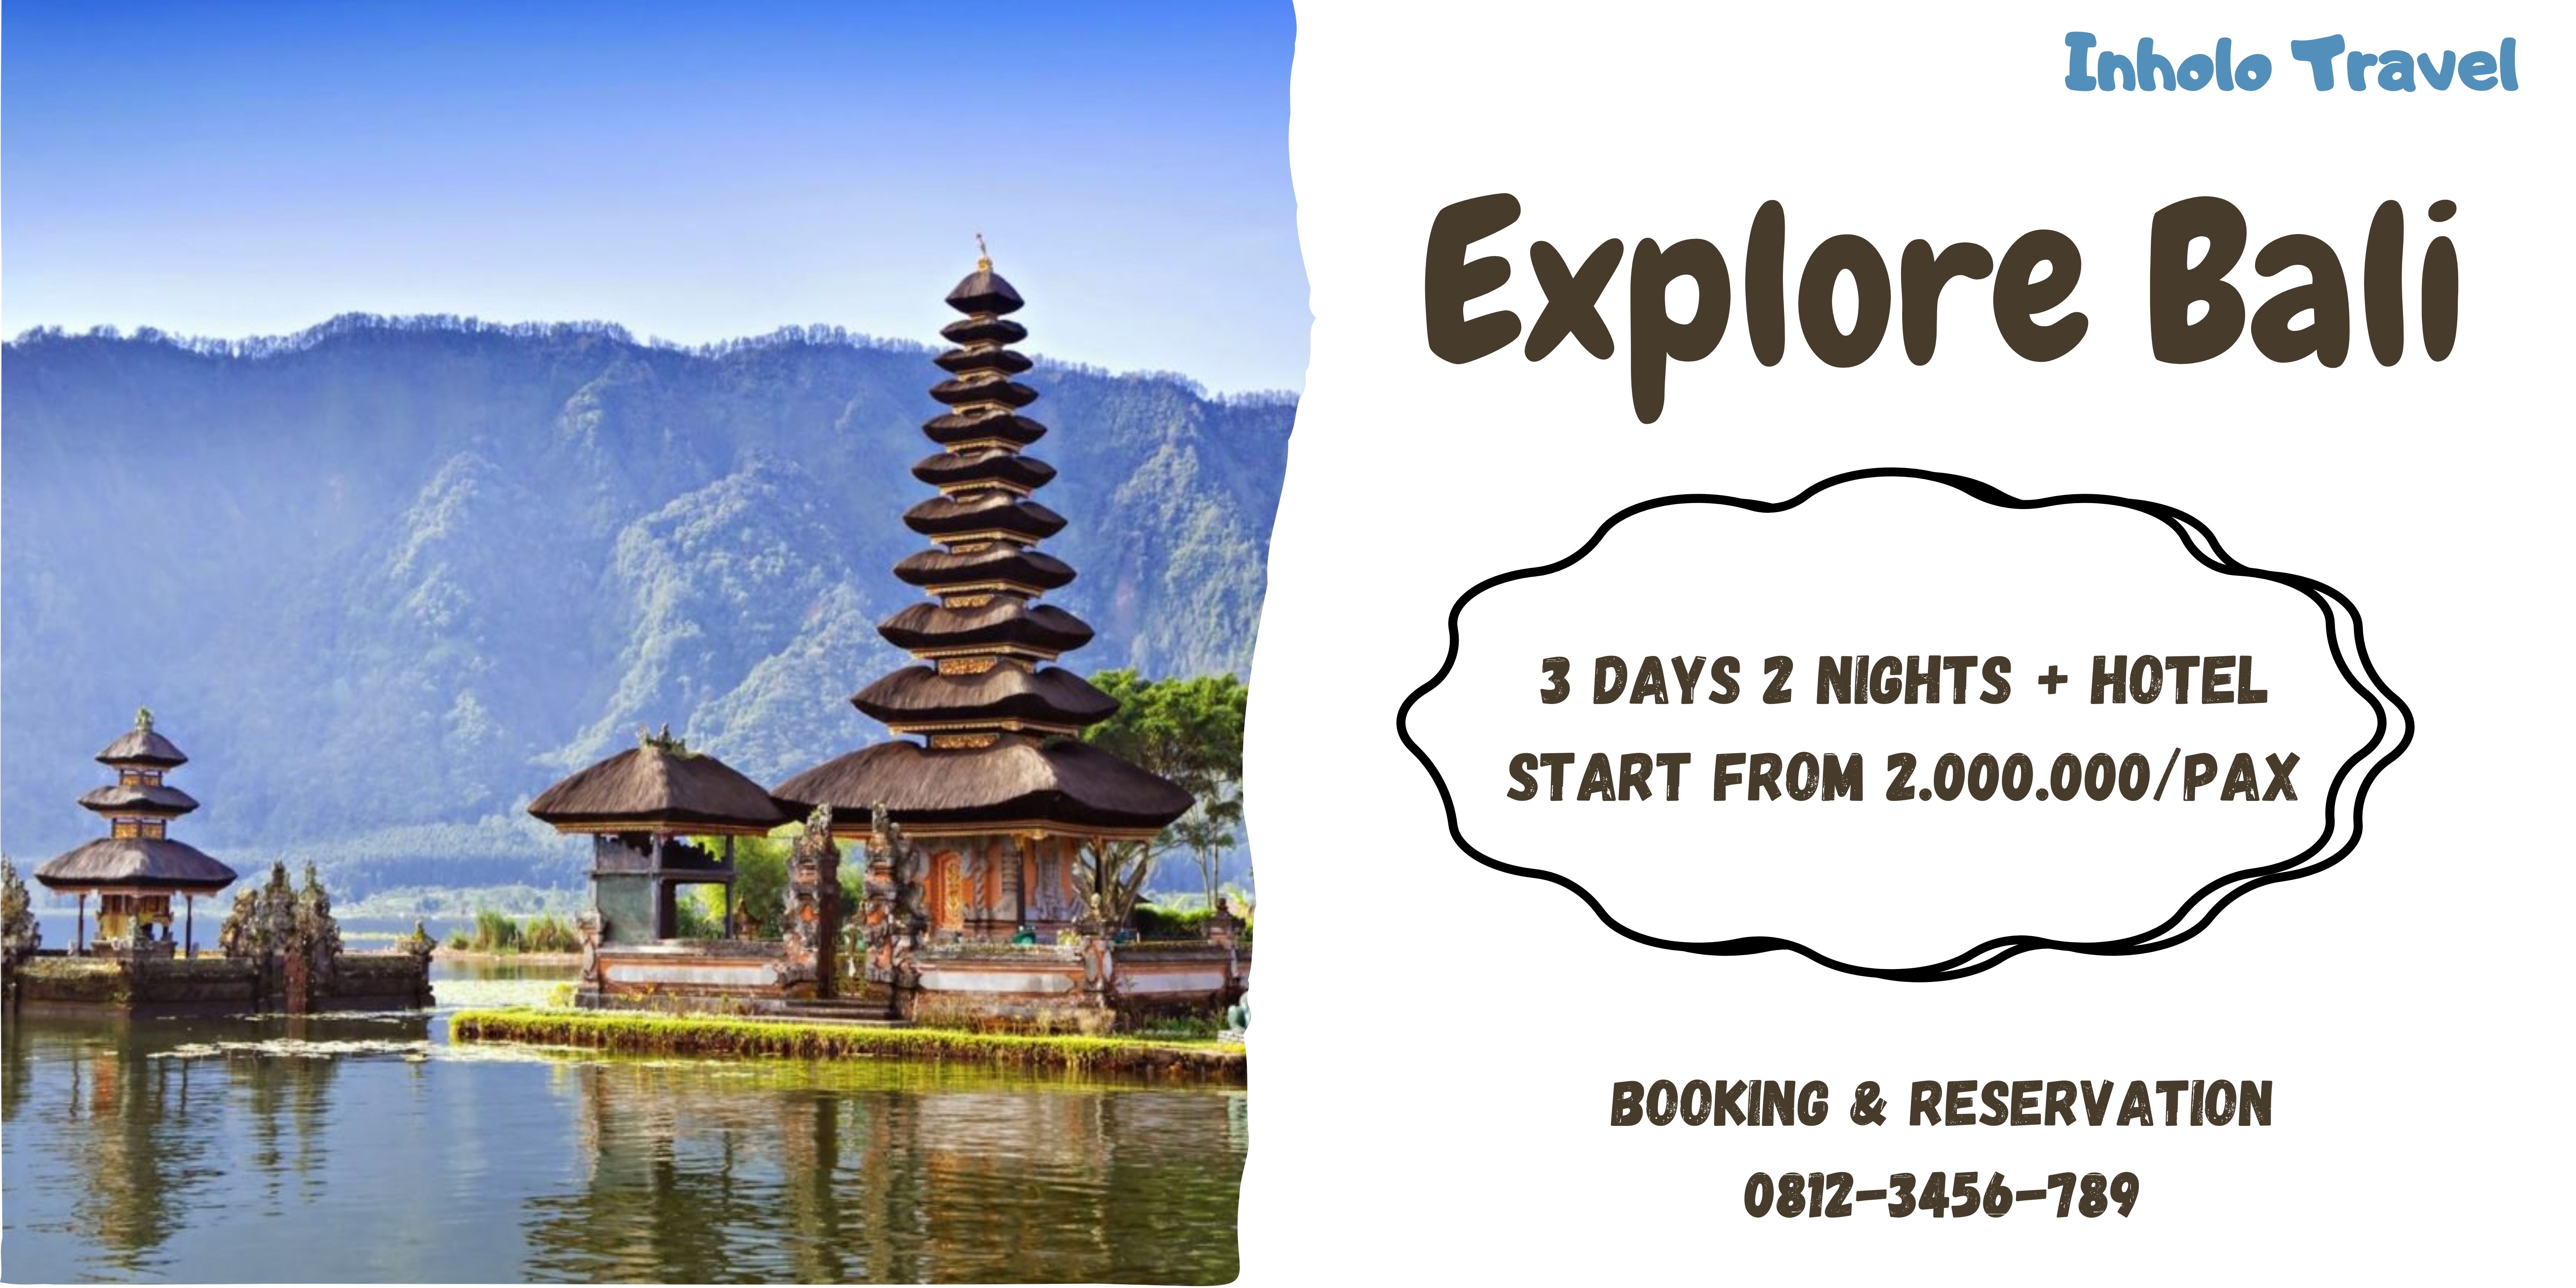 Inholo Travel
Explore Bali
3 DAYS 2 NIGHTS + HOTEL
START FROM 2.000.000/PAX
BOOKING & RESERVATION
0812-3456-789